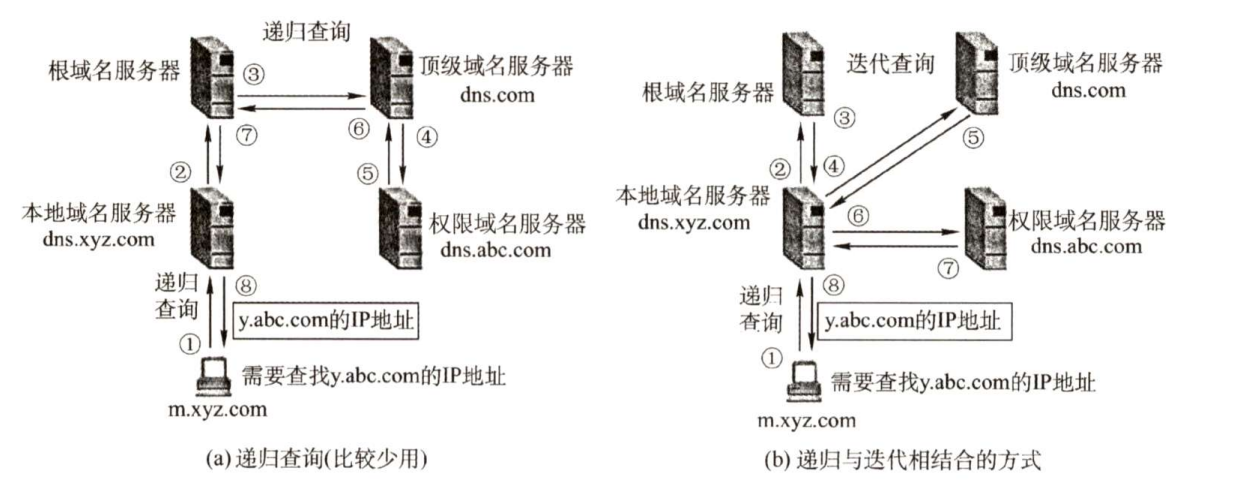 递归查询
根域名服务器
③
顶级域名服务器
dns.com
⑦
⑥
④
②
⑤
本地域名服务器
dns.xyz.com
权限域名服务器
dns.abc.com
递归
查询
⑧
y.abc.com的IP地址
①
需要查找y.abc.com的IP地址
m.xyz.com
(a) 递归查询(比较少用)
迭代查询
根域名服务器
顶级域名服务器
dns.com
③
⑤
②
④
本地域名服务器
dns.xyz.com
⑥
权限域名服务器
dns.abc.com
⑦
递归
查询
⑧
y.abc.com的IP地址
①
需要查找y.abc.com的IP地址
m.xyz.com
(b) 递归与迭代相结合的方式